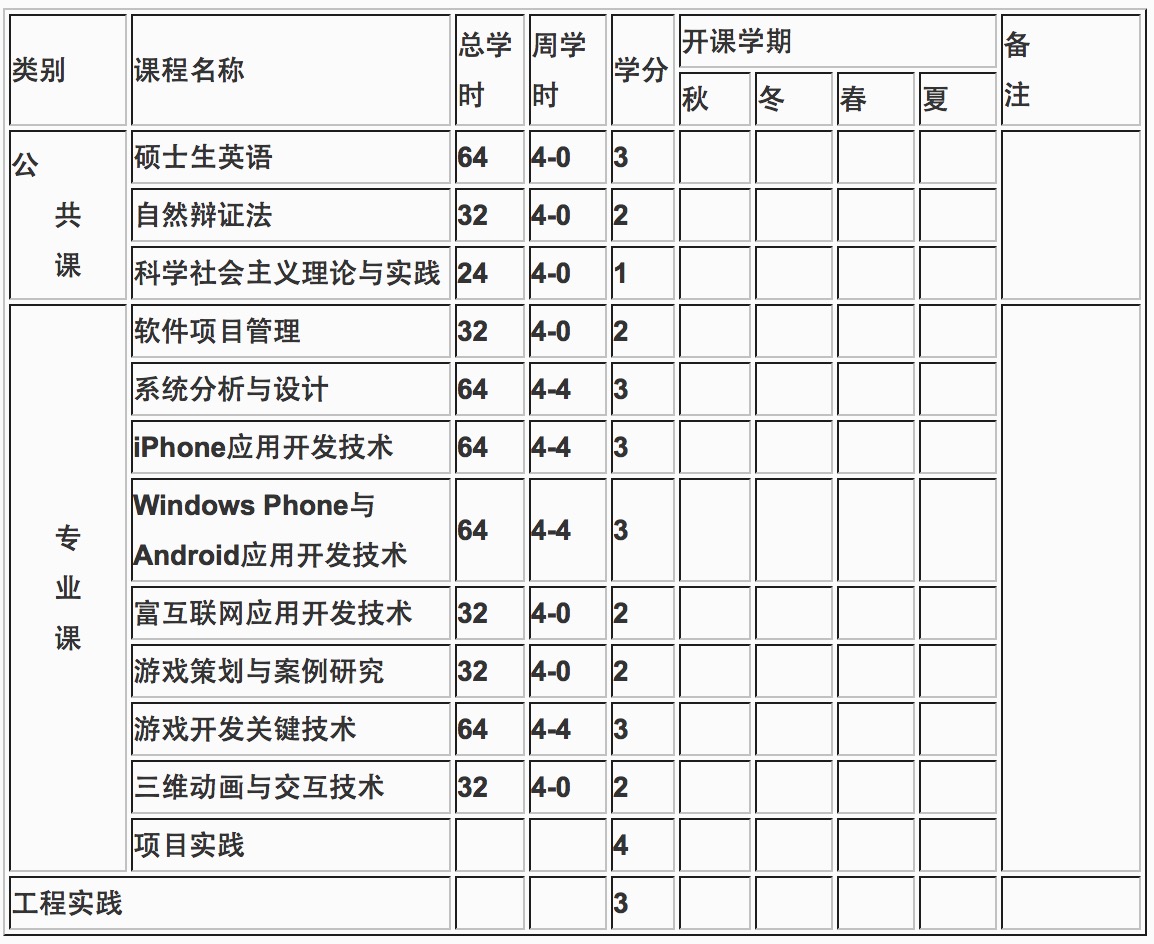 类别 课程名称 总学时 周学时 学分 开课学期 备注
秋 冬 春 夏
公共课
硕士生英语 64 4-0 3
自然辩证法 32 4-0 2
科学社会主义理论与实践 24 4-0 1
专业课
软件项目管理 32 4-0 2
系统分析与设计 64 4-4 3
iPhone应用开发技术 64 4-4 3
Windows Phone与
Android应用开发技术 64 4-4 3
富互联网应用开发技术 32 4-0 2
游戏策划与案例研究 32 4-0 2
游戏开发关键技术 64 4-4 3
三维动画与交互技术 32 4-0 2
项目实践 4
工程实践 3